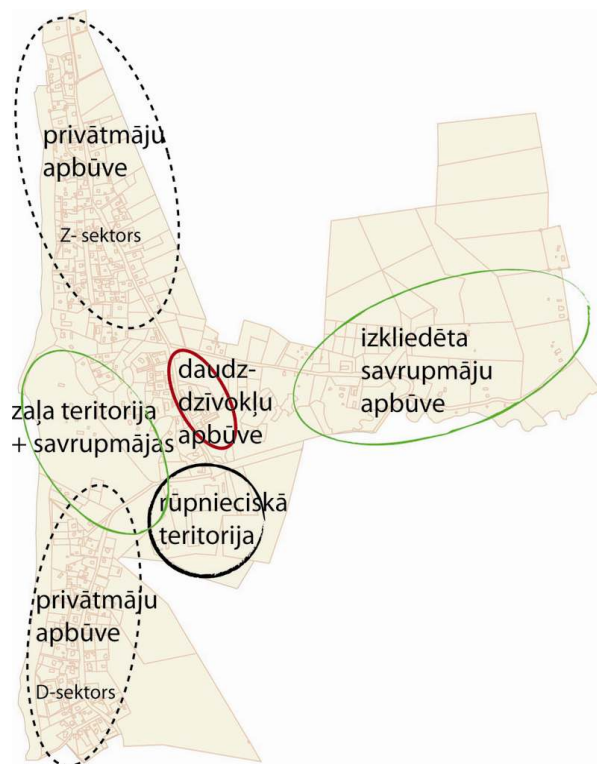 privātmāju
apbūve
Z- sektors
izkliedēta
savrupmāju
apbūve
daudz-
dzīvokļu
apbūve
zaļa teritorija
+ savrupmājas
rūpnieciskā
teritorija
privātmāju
apbūve
D-sektors